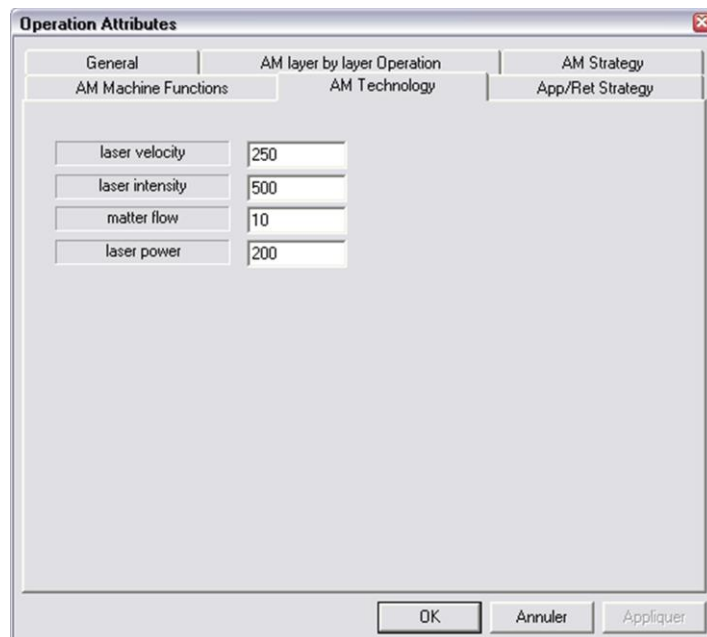 Operation Attributes
General AM layer by layer Operation AM Strategy
AM Machine Functions AM Technology App/Ret Strategy
laser velocity 250
laser intensity 500
matter flow 10
laser power 200
OK Annuler Appliquer